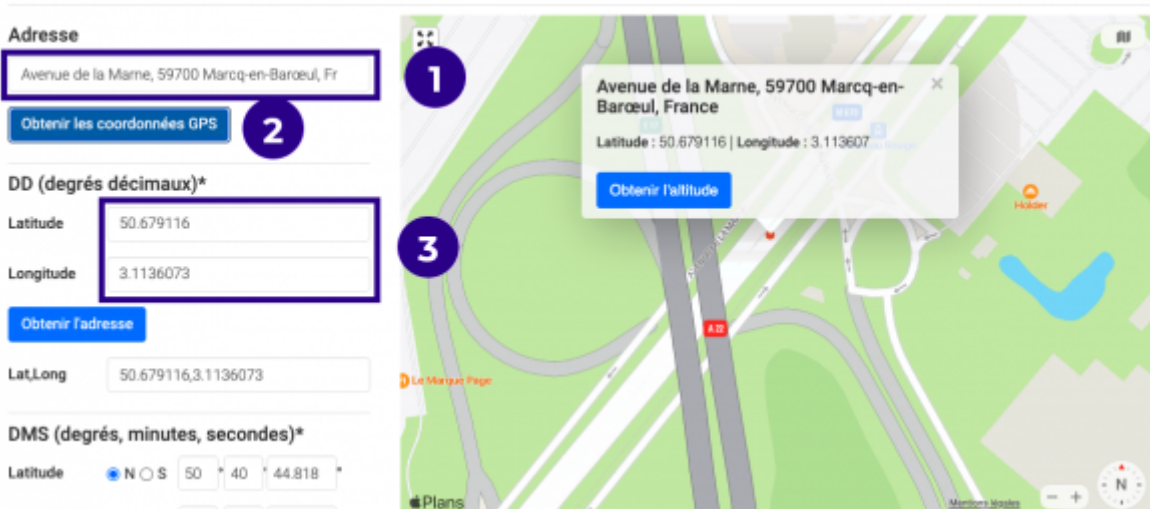 Adresse
Avenue de la Marne, 59700 Marcq-en-Barœul, Fr
1
Obtenir les coordonnées GPS
2
DD (degrés décimaux)*
Latitude
50.679116
Longitude
3.1136073
3
Obtenir l'adresse
Lat,Long
50.679116,3.1136073
DMS (degrés, minutes, secondes)*
Latitude
N S 50 ° 40 ' 44.818 "
Avenue de la Marne, 59700 Marcq-en-
Barœul, France
Latitude : 50.679116 | Longitude : 3.113607
Obtenir l'altitude
Holder
A 22
Le Marque Page
Plans
Mentions légales
− +
N